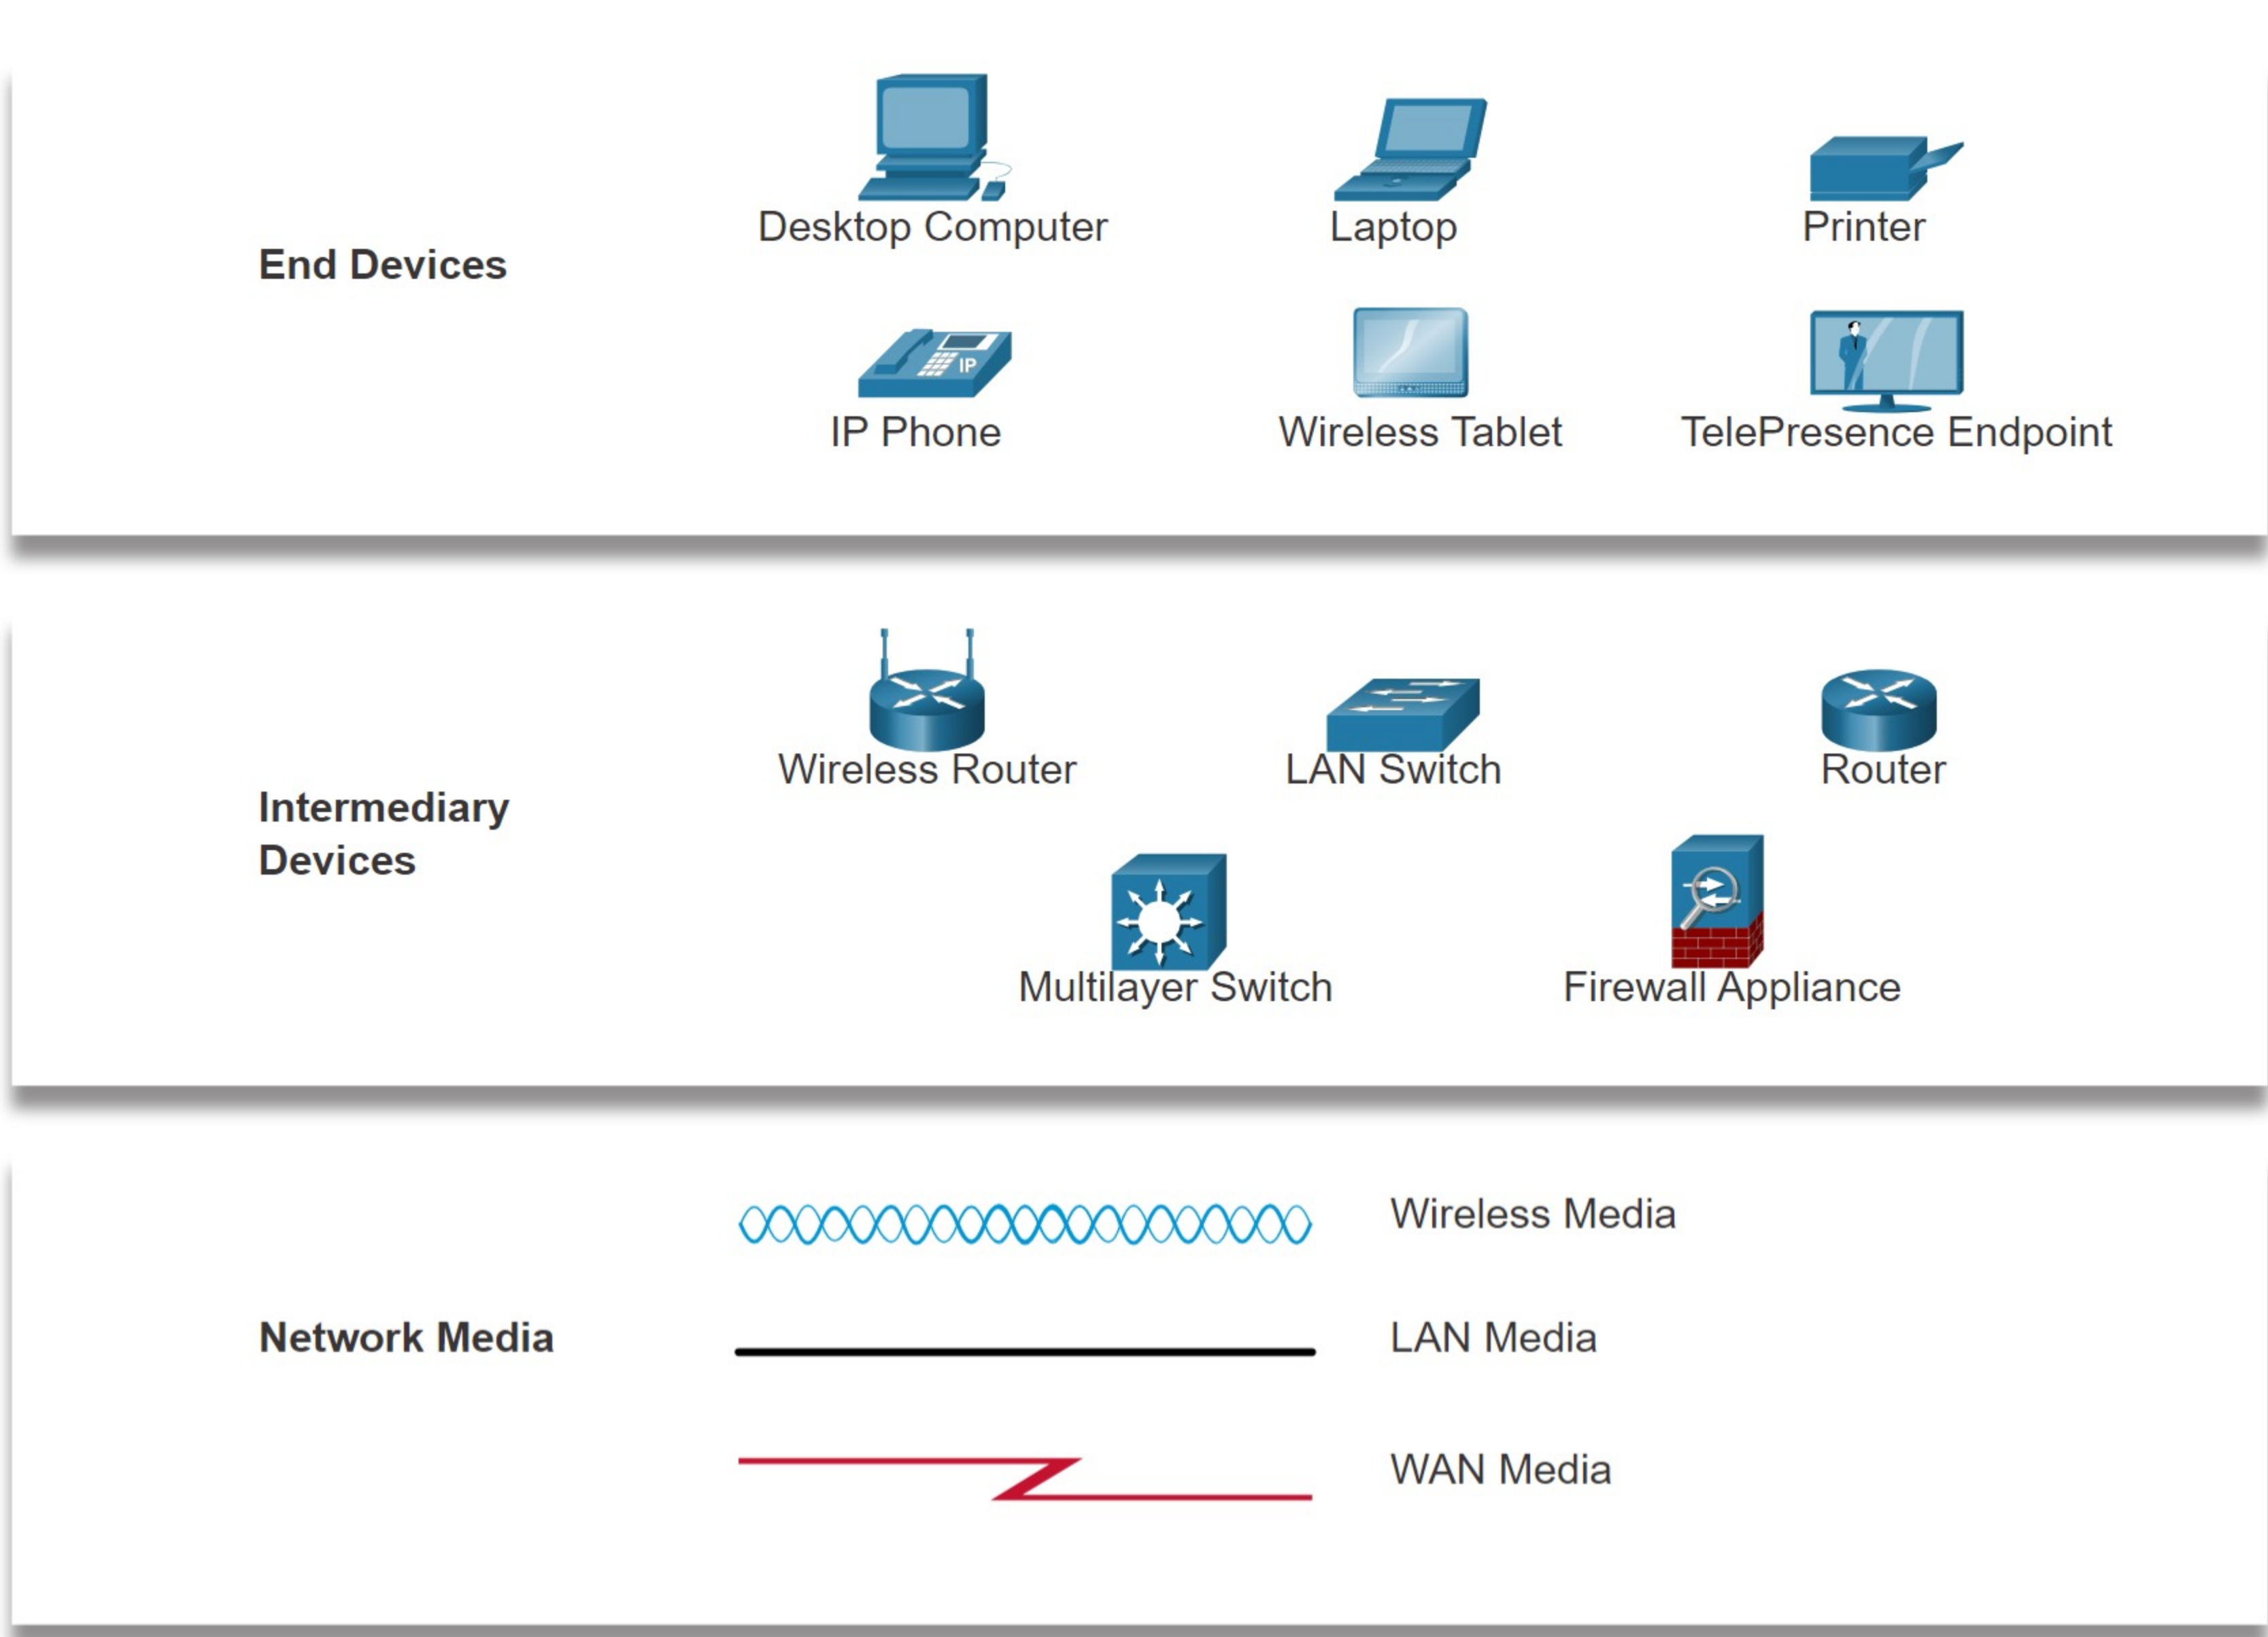 Desktop Computer
Laptop
Printer
End Devices
IP
IP Phone
Wireless Tablet
TelePresence Endpoint
Wireless Router
LAN Switch
Router
Intermediary
Devices
Multilayer Switch
Firewall Appliance
Wireless Media
Network Media
LAN Media
WAN Media